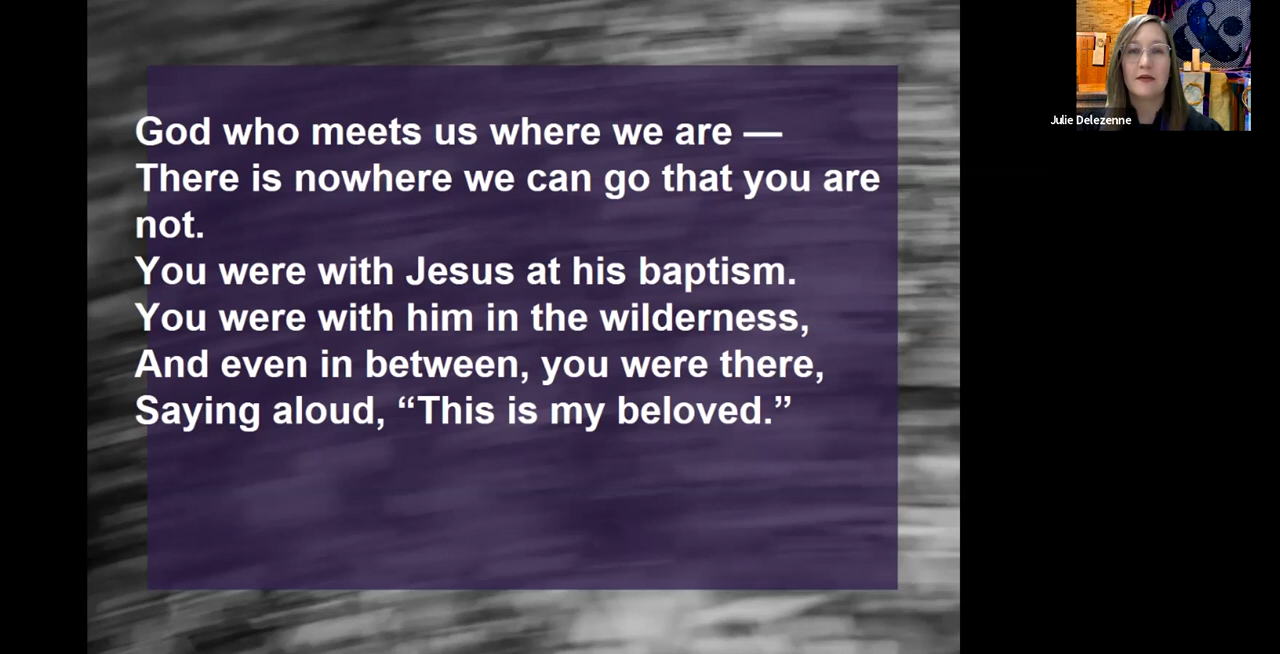 God who meets us where we are —
There is nowhere we can go that you are
not.
You were with Jesus at his baptism.
You were with him in the wilderness,
And even in between, you were there,
Saying aloud, “This is my beloved.”
Julie Delezenne